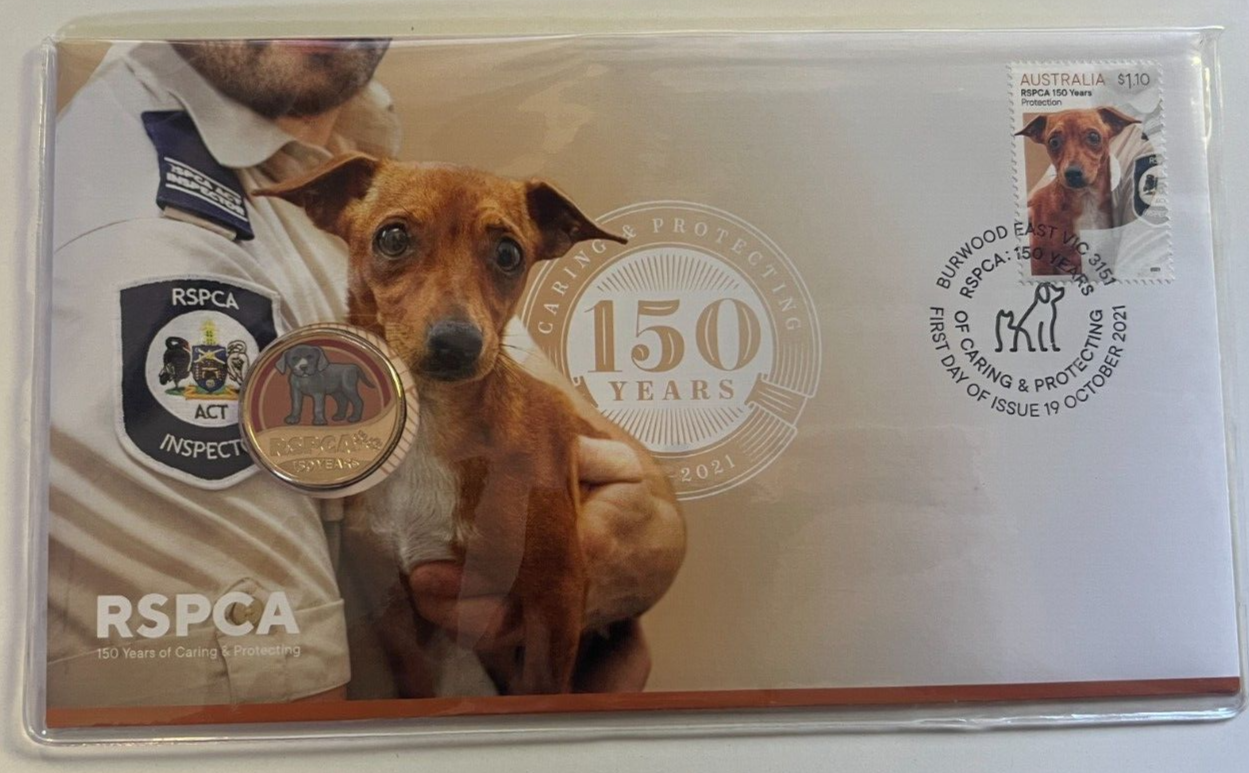 RSPCA ACT
INSPECTOR
RSPCA
ACT
INSPECTO
RSPCA
150 YEARS
CARING & PROTECTING
150
YEARS
-2021
RSPCA
150 Years of Caring & Protecting
AUSTRALIA $1.10
RSPCA 150 Years
Protection
BURWOOD EAST VIC 3151
RSPCA: 150 YEARS
OF CARING & PROTECTING
FIRST DAY OF ISSUE 19 OCTOBER 2021